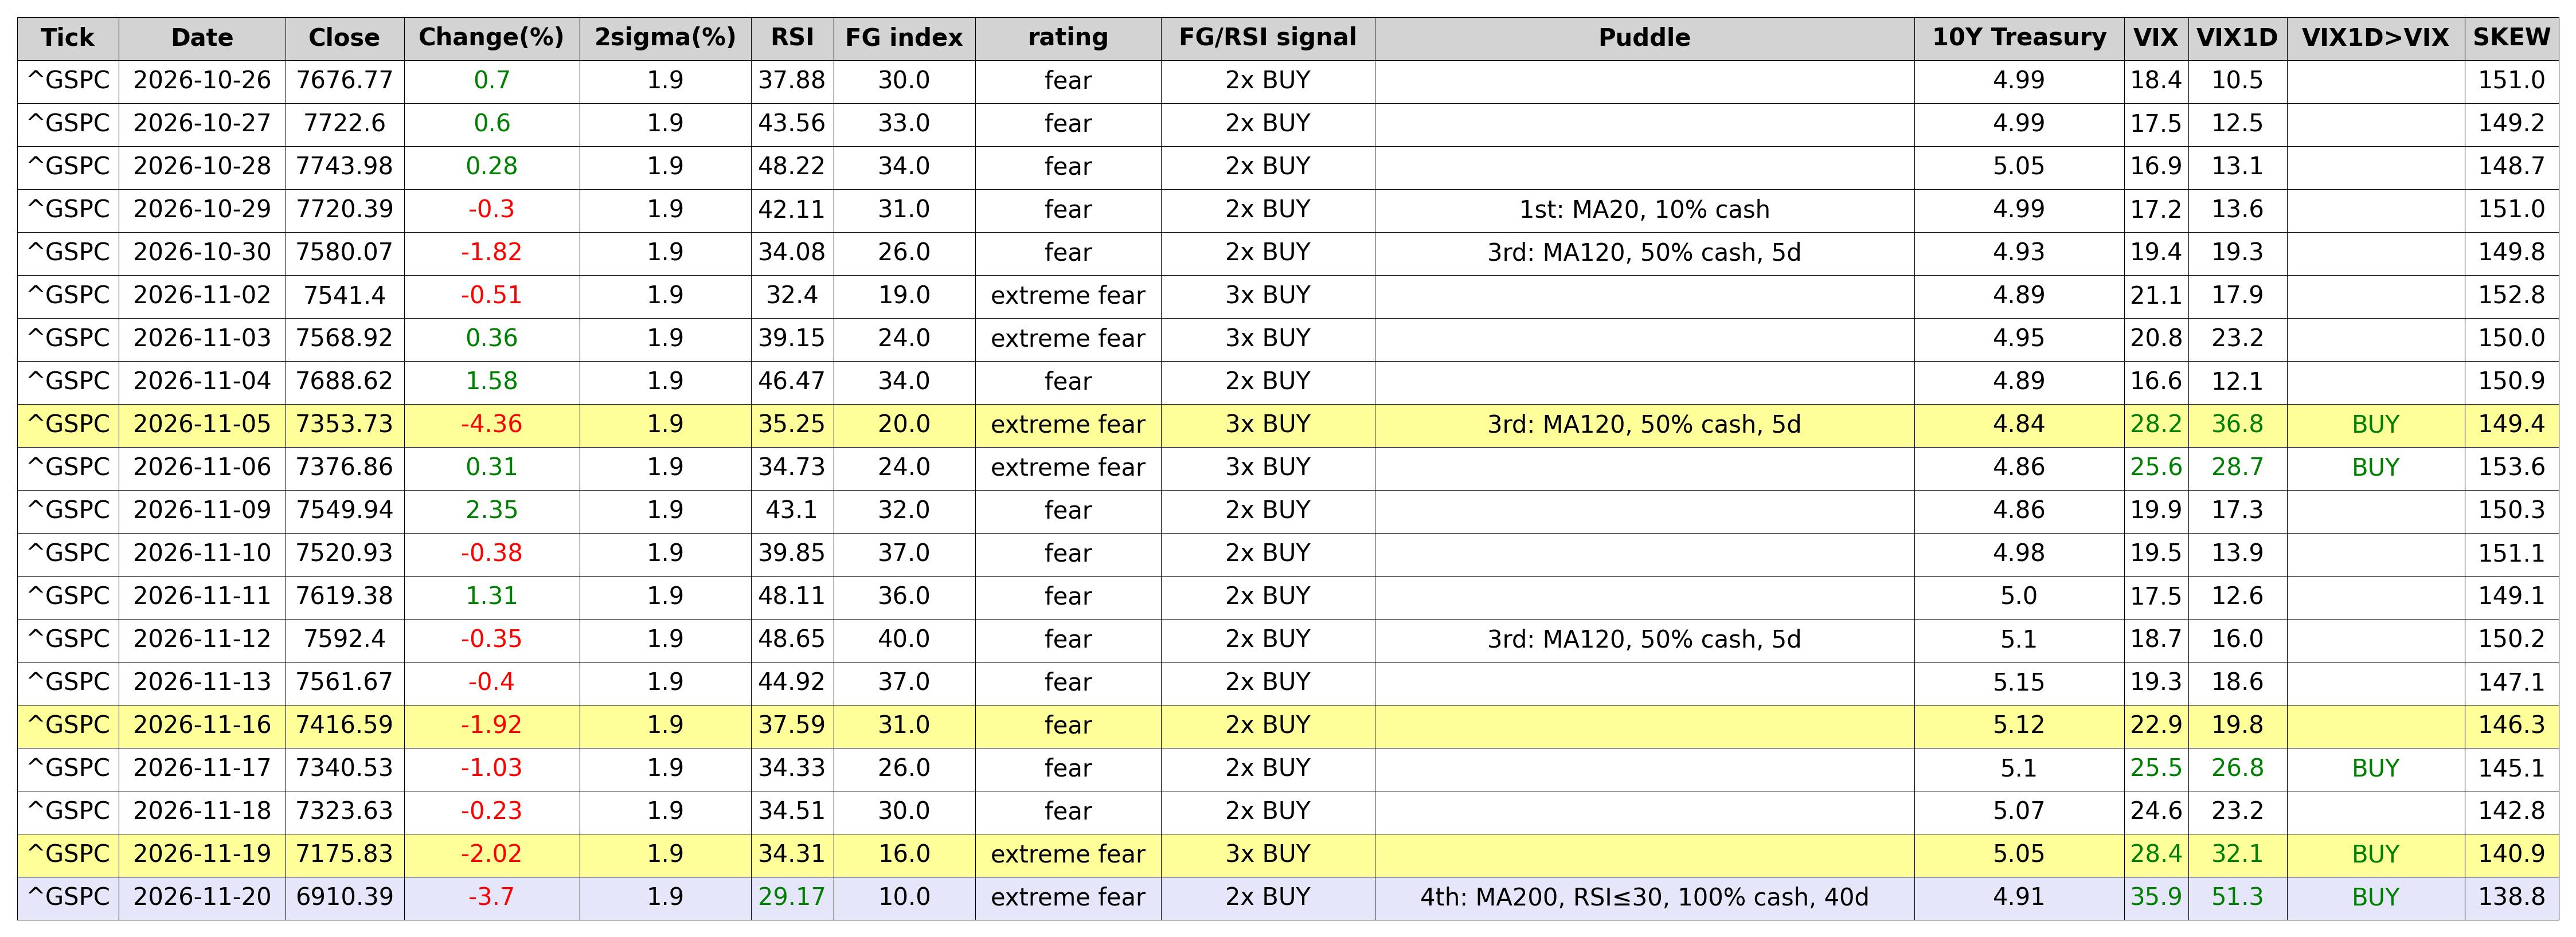 Tick Date Close Change(%) 2sigma(%) RSI FG index rating FG/RSI signal Puddle 10Y Treasury VIX VIX1D VIX1D>VIX SKEW
^GSPC 2026-10-26 7676.77 0.7 1.9 37.88 30.0 fear 2x BUY 4.99 18.4 10.5 151.0
^GSPC 2026-10-27 7722.6 0.6 1.9 43.56 33.0 fear 2x BUY 4.99 17.5 12.5 149.2
^GSPC 2026-10-28 7743.98 0.28 1.9 48.22 34.0 fear 2x BUY 5.05 16.9 13.1 148.7
^GSPC 2026-10-29 7720.39 -0.3 1.9 42.11 31.0 fear 2x BUY 1st: MA20, 10% cash 4.99 17.2 13.6 151.0
^GSPC 2026-10-30 7580.07 -1.82 1.9 34.08 26.0 fear 2x BUY 3rd: MA120, 50% cash, 5d 4.93 19.4 19.3 149.8
^GSPC 2026-11-02 7541.4 -0.51 1.9 32.4 19.0 extreme fear 3x BUY 4.89 21.1 17.9 152.8
^GSPC 2026-11-03 7568.92 0.36 1.9 39.15 24.0 extreme fear 3x BUY 4.95 20.8 23.2 150.0
^GSPC 2026-11-04 7688.62 1.58 1.9 46.47 34.0 fear 2x BUY 4.89 16.6 12.1 150.9
^GSPC 2026-11-05 7353.73 -4.36 1.9 35.25 20.0 extreme fear 3x BUY 3rd: MA120, 50% cash, 5d 4.84 28.2 36.8 BUY 149.4
^GSPC 2026-11-06 7376.86 0.31 1.9 34.73 24.0 extreme fear 3x BUY 4.86 25.6 28.7 BUY 153.6
^GSPC 2026-11-09 7549.94 2.35 1.9 43.1 32.0 fear 2x BUY 4.86 19.9 17.3 150.3
^GSPC 2026-11-10 7520.93 -0.38 1.9 39.85 37.0 fear 2x BUY 4.98 19.5 13.9 151.1
^GSPC 2026-11-11 7619.38 1.31 1.9 48.11 36.0 fear 2x BUY 5.0 17.5 12.6 149.1
^GSPC 2026-11-12 7592.4 -0.35 1.9 48.65 40.0 fear 2x BUY 3rd: MA120, 50% cash, 5d 5.1 18.7 16.0 150.2
^GSPC 2026-11-13 7561.67 -0.4 1.9 44.92 37.0 fear 2x BUY 5.15 19.3 18.6 147.1
^GSPC 2026-11-16 7416.59 -1.92 1.9 37.59 31.0 fear 2x BUY 5.12 22.9 19.8 146.3
^GSPC 2026-11-17 7340.53 -1.03 1.9 34.33 26.0 fear 2x BUY 5.1 25.5 26.8 BUY 145.1
^GSPC 2026-11-18 7323.63 -0.23 1.9 34.51 30.0 fear 2x BUY 5.07 24.6 23.2 142.8
^GSPC 2026-11-19 7175.83 -2.02 1.9 34.31 16.0 extreme fear 3x BUY 5.05 28.4 32.1 BUY 140.9
^GSPC 2026-11-20 6910.39 -3.7 1.9 29.17 10.0 extreme fear 2x BUY 4th: MA200, RSI≤30, 100% cash, 40d 4.91 35.9 51.3 BUY 138.8